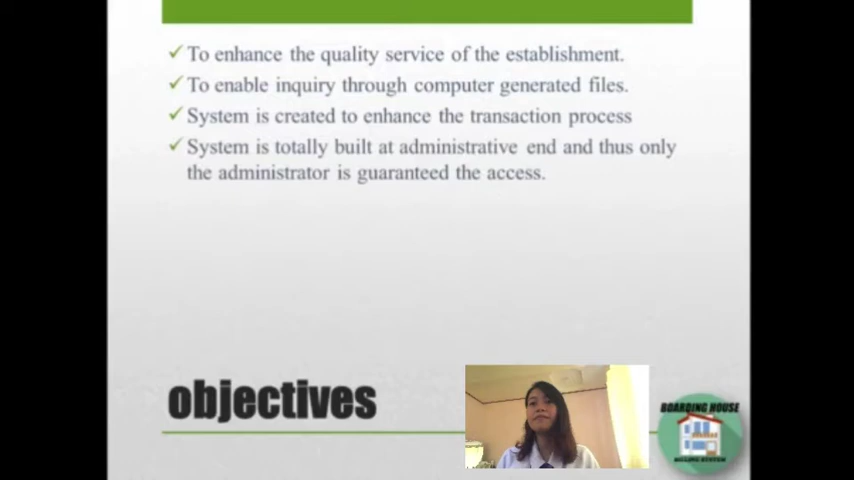 To enhance the quality service of the establishment.
To enable inquiry through computer generated files.
System is created to enhance the transaction process
System is totally built at administrative end and thus only
the administrator is guaranteed the access.
objectives
BOARDING HOUSE
BILLING SYSTEM